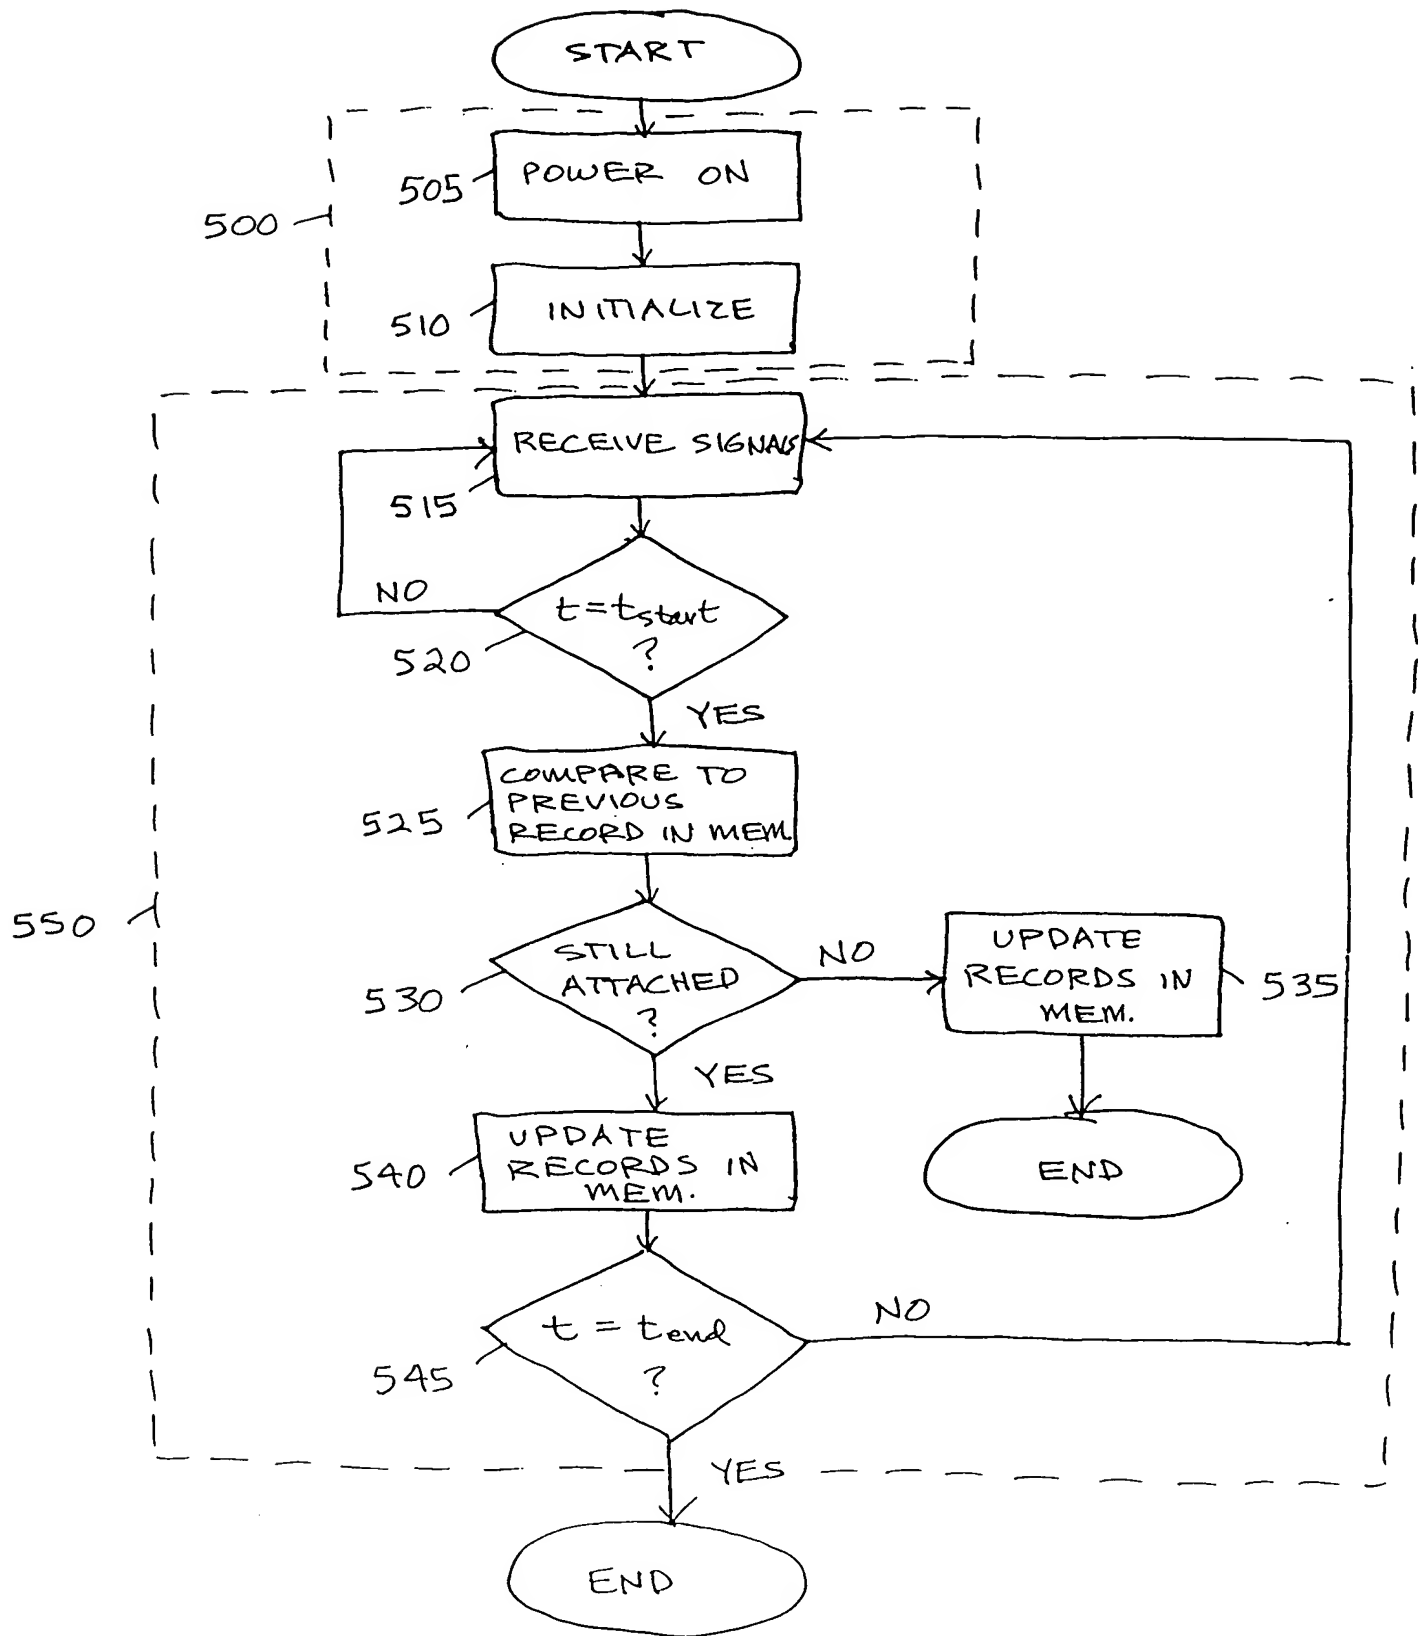 START
505
POWER ON
500
510
INITIALIZE
RECEIVE SIGNALS
515
NO
t = tstart
?
520
YES
COMPARE TO
PREVIOUS
RECORD IN MEM.
525
550
STILL
ATTACHED
?
530
NO
UPDATE
RECORDS IN
MEM.
535
YES
END
UPDATE
RECORDS IN
MEM.
540
t = tend
?
545
NO
YES
END